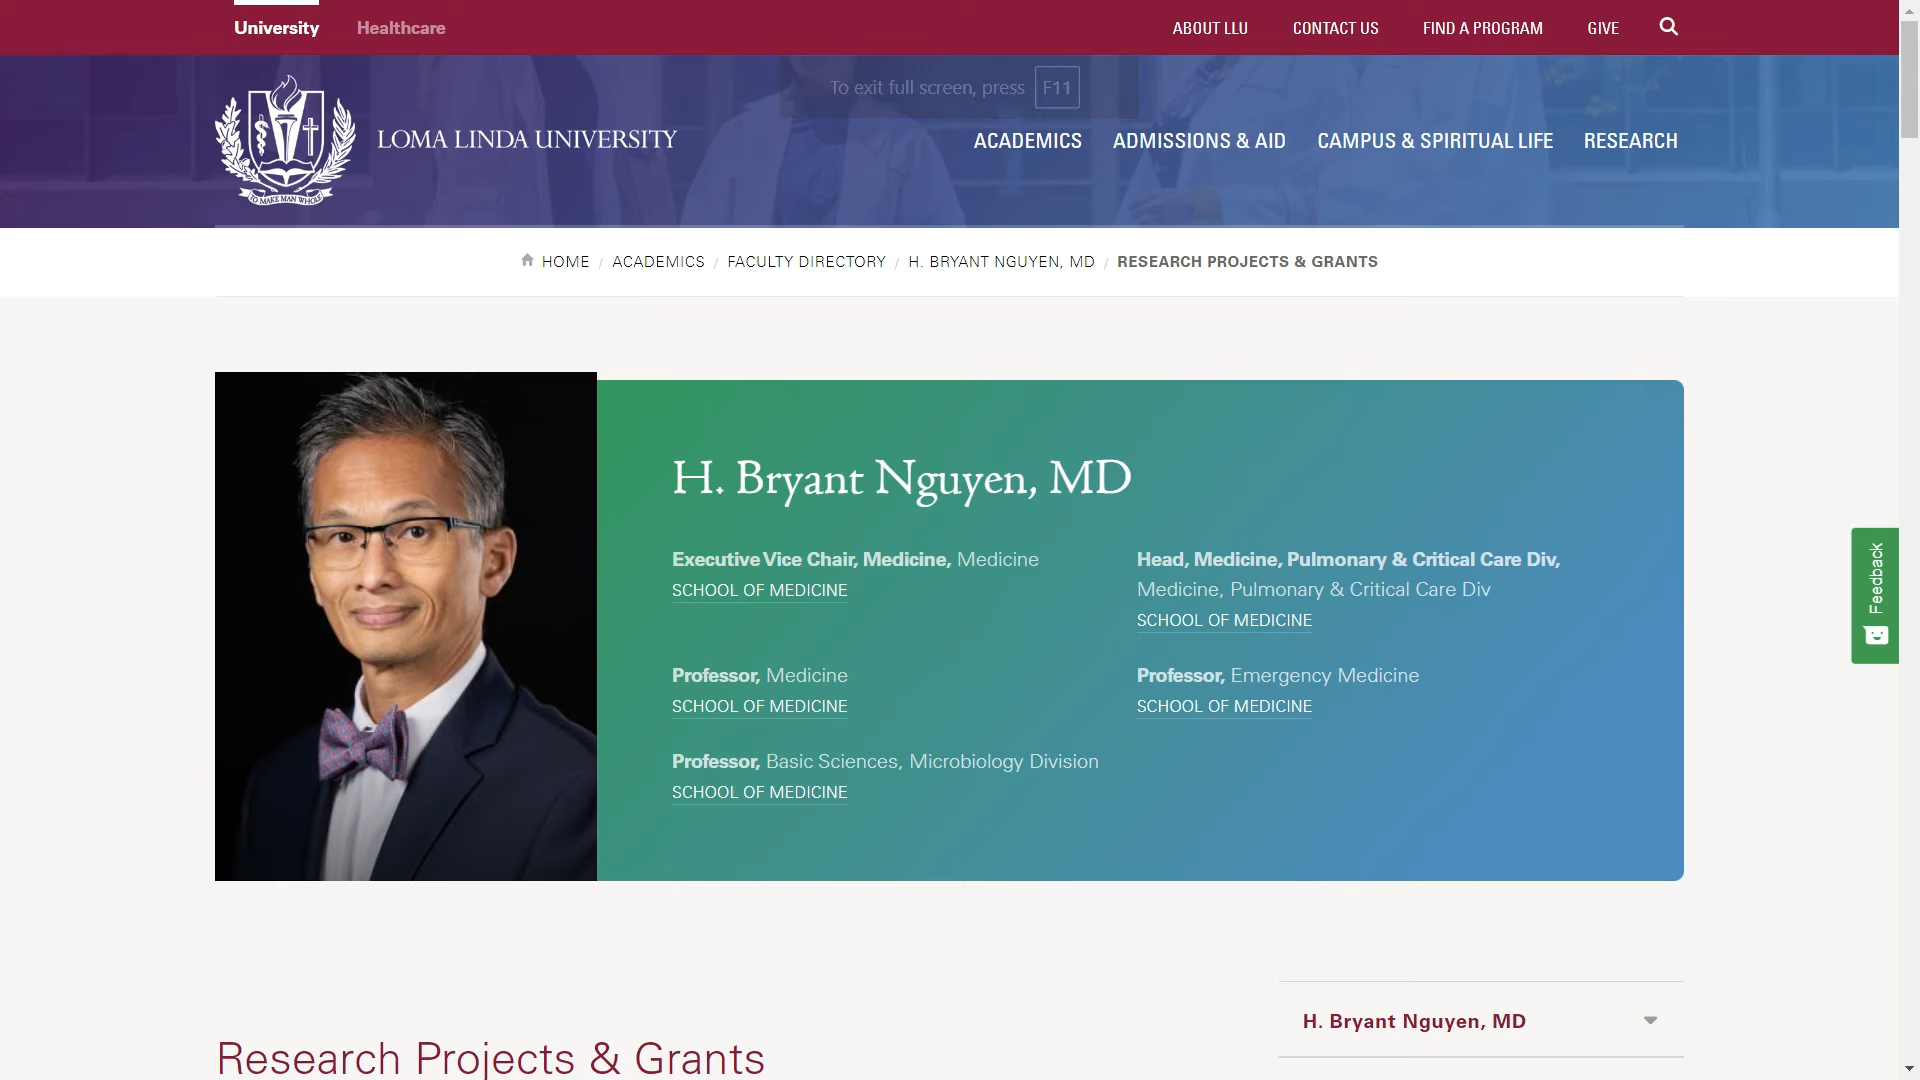 University
Healthcare
ABOUT LLU
CONTACT US
FIND A PROGRAM
GIVE
To exit full screen, press F11
TO MAKE MAN WHOLE
LOMA LINDA UNIVERSITY
ACADEMICS
ADMISSIONS & AID
CAMPUS & SPIRITUAL LIFE
RESEARCH
HOME / ACADEMICS / FACULTY DIRECTORY / H. BRYANT NGUYEN, MD / RESEARCH PROJECTS & GRANTS
H. Bryant Nguyen, MD
Executive Vice Chair, Medicine, Medicine
SCHOOL OF MEDICINE
Head, Medicine, Pulmonary & Critical Care Div,
Medicine, Pulmonary & Critical Care Div
SCHOOL OF MEDICINE
Professor, Medicine
SCHOOL OF MEDICINE
Professor, Emergency Medicine
SCHOOL OF MEDICINE
Professor, Basic Sciences, Microbiology Division
SCHOOL OF MEDICINE
Feedback
H. Bryant Nguyen, MD
Research Projects & Grants